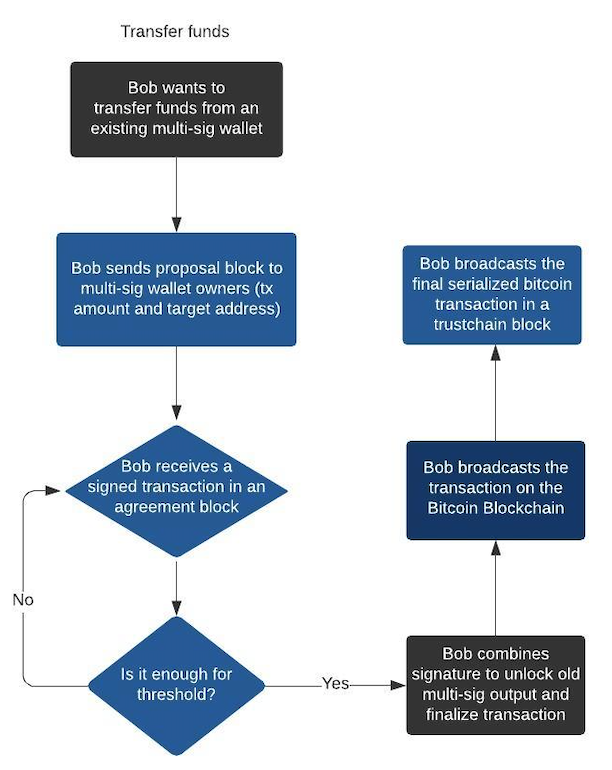 Transfer funds
Bob wants to
transfer funds from an
existing multi-sig wallet
Bob sends proposal block to
multi-sig wallet owners (tx
amount and target address)
Bob receives a
signed transaction in an
agreement block
No
Is it enough for
threshold?
Yes
Bob combines
signature to unlock old
multi-sig output and
finalize transaction
Bob broadcasts the
transaction on the
Bitcoin Blockchain
Bob broadcasts the
final serialized bitcoin
transaction in a
trustchain block